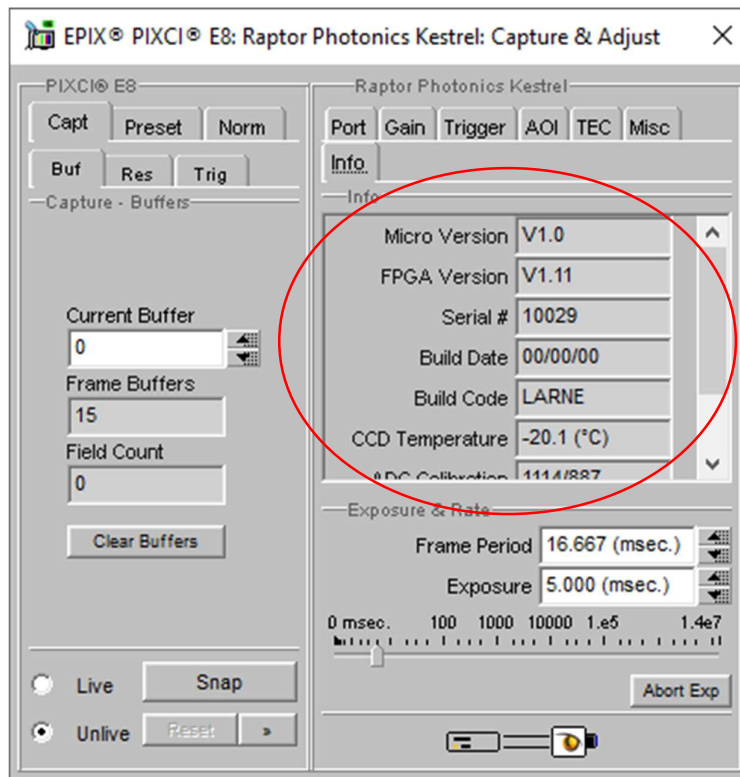 EPIX® PIXCI® E8: Raptor Photonics Kestrel: Capture & Adjust
PIXCI® E8
Capt Preset Norm
Buf Res Trig
Capture - Buffers
Current Buffer
0
Frame Buffers
15
Field Count
0
Clear Buffers
Live Snap
Unlive Reset »
Raptor Photonics Kestrel
Port Gain Trigger AOI TEC Misc
Info
Info
Micro Version V1.0
FPGA Version V1.11
Serial # 10029
Build Date 00/00/00
Build Code LARNE
CCD Temperature -20.1 (°C)
ADC Calibration 1114/887
Exposure & Rate
Frame Period 16.667 (msec.)
Exposure 5.000 (msec.)
0 msec. 100 1000 10000 1.e5 1.4e7
Abort Exp